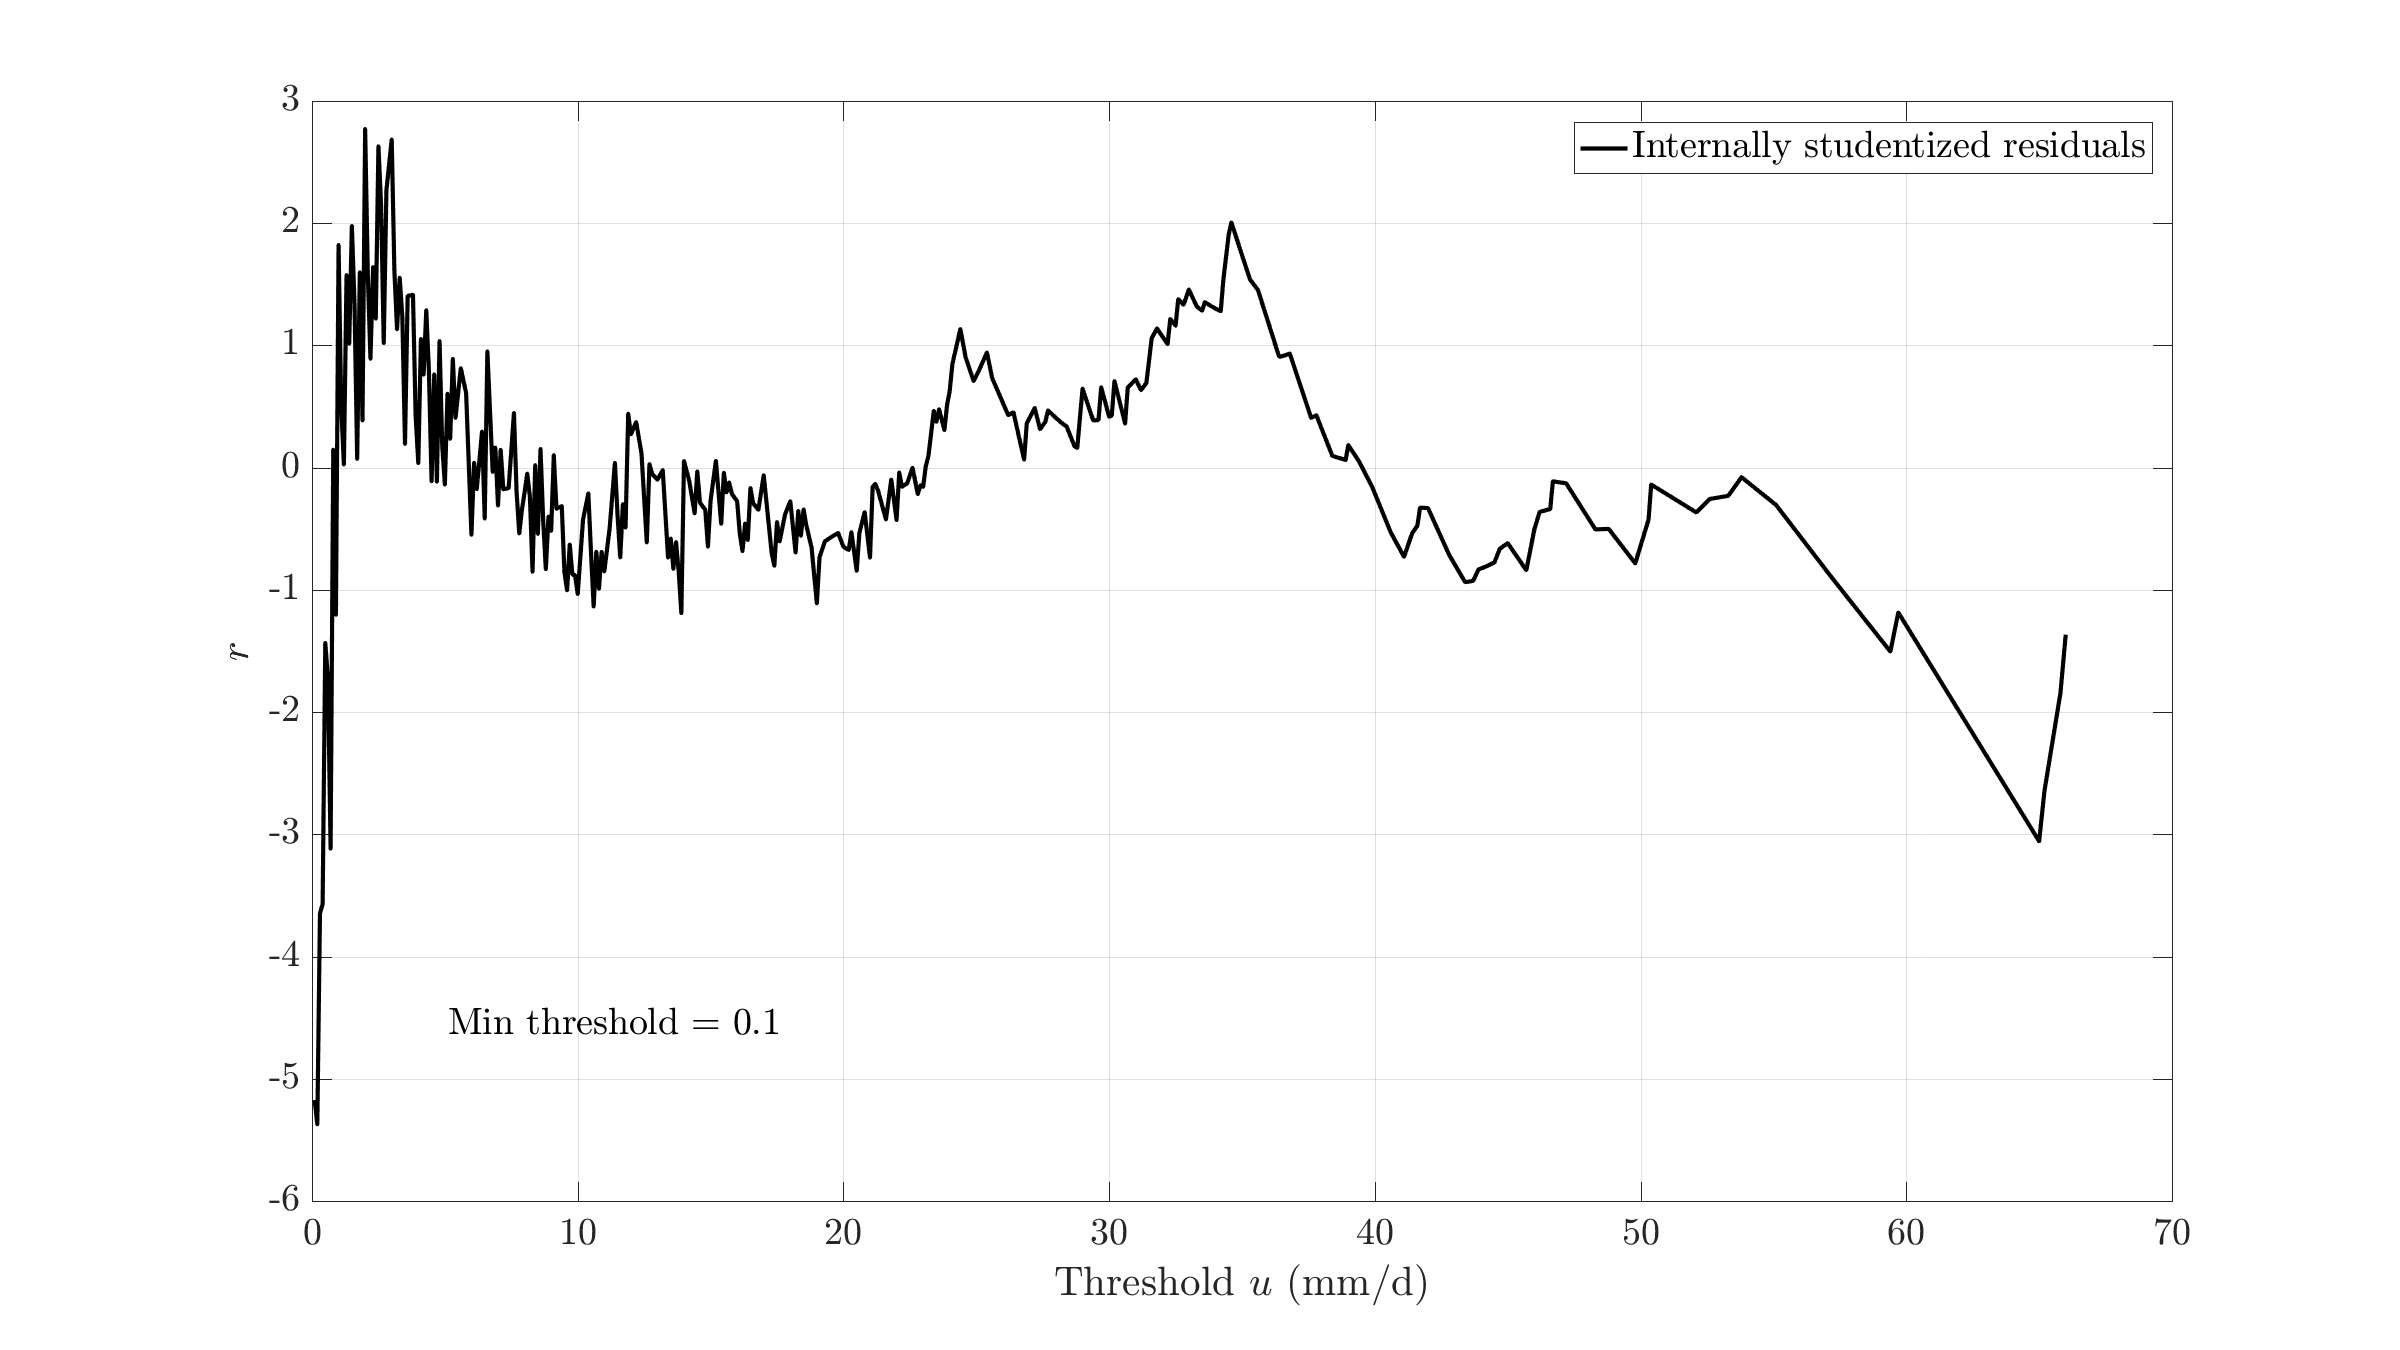 Internally studentized residuals
3
2
1
0
-1
-2
-3
-4
-5
-6
r
Min threshold = 0.1
0 10 20 30 40 50 60 70
Threshold u (mm/d)